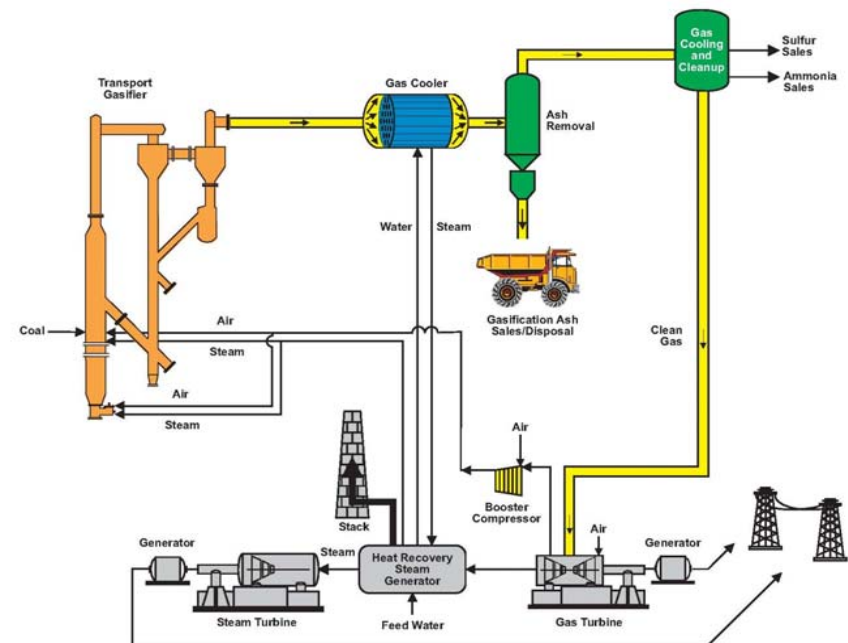 Gas
Cooling
and
Cleanup
Sulfur
Sales
Ammonia
Sales
Transport
Gasifier
Gas Cooler
Ash
Removal
Water
Steam
Gasification Ash
Sales/Disposal
Coal
Air
Steam
Air
Steam
Clean
Gas
Air
Booster
Compressor
Stack
Air
Generator
Steam
Heat Recovery
Steam
Generator
Generator
Steam Turbine
Feed Water
Gas Turbine